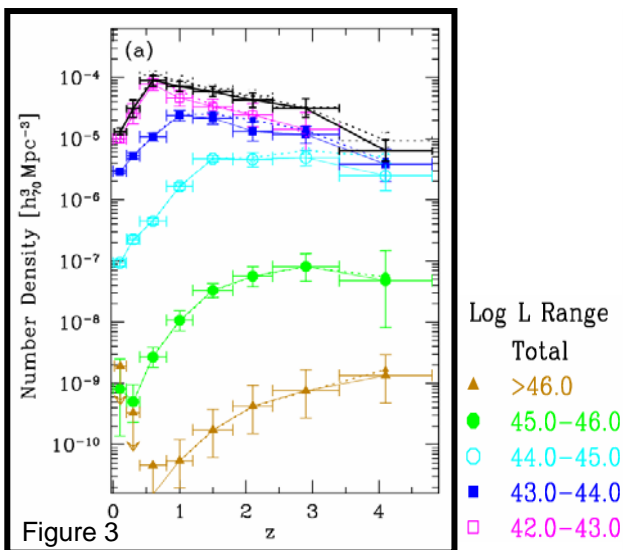 (a)
10⁻⁴
10⁻⁵
10⁻⁶
10⁻⁷
10⁻⁸
10⁻⁹
10⁻¹⁰
Number Density [h³₇₀ Mpc⁻³]
0 1 2 3 4
z
Figure 3
Log L Range
Total
>46.0
45.0−46.0
44.0−45.0
43.0−44.0
42.0−43.0